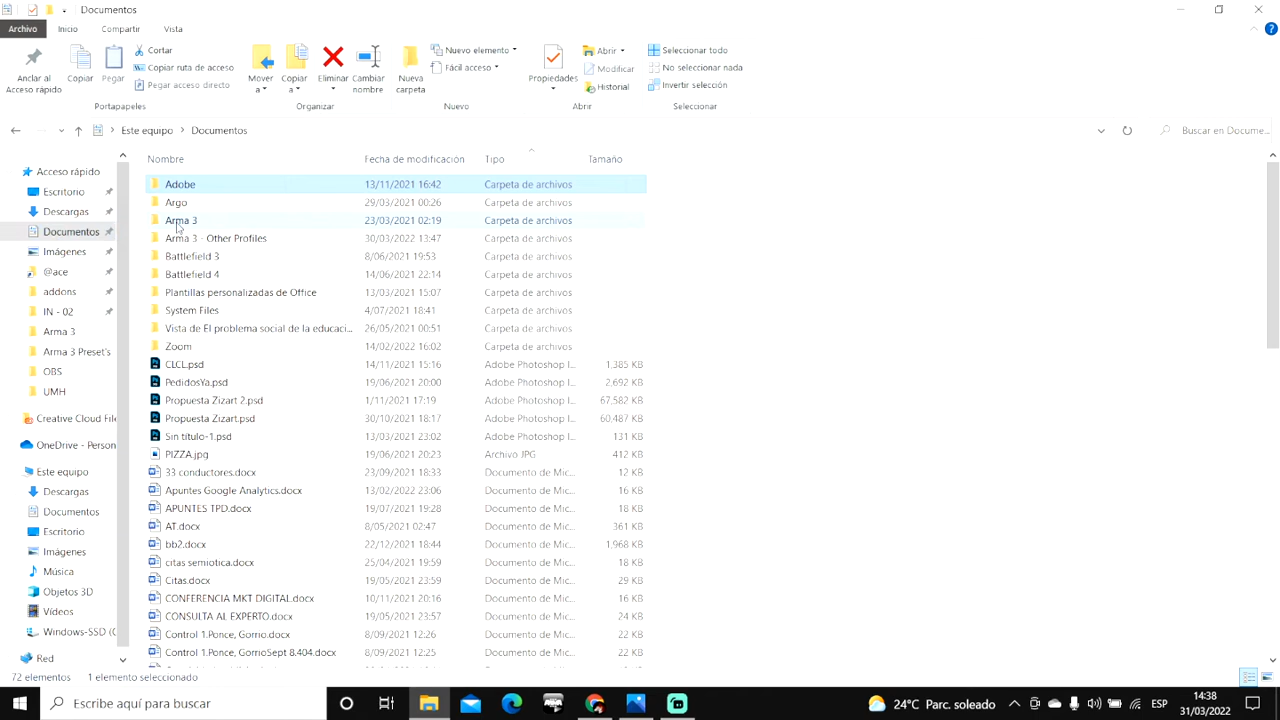 Documentos
Archivo Inicio Compartir Vista
Anclar al Acceso rápido
Copiar
Pegar
Cortar
Copiar ruta de acceso
Pegar acceso directo
Portapapeles
Mover a
Copiar a
Eliminar
Cambiar nombre
Organizar
Nueva carpeta
Nuevo elemento
Fácil acceso
Nuevo
Propiedades
Abrir
Modificar
Historial
Abrir
Seleccionar todo
No seleccionar nada
Invertir selección
Seleccionar
Este equipo > Documentos
Buscar en Docume...
Acceso rápido
Escritorio
Descargas
Documentos
Imágenes
@ace
addons
IN - 02
Arma 3
Arma 3 Preset's
OBS
UMH
Creative Cloud File
OneDrive - Person
Este equipo
Descargas
Documentos
Escritorio
Imágenes
Música
Objetos 3D
Vídeos
Windows-SSD (C
Red
Nombre Fecha de modificación Tipo Tamaño
Adobe 13/11/2021 16:42 Carpeta de archivos
Argo 29/03/2021 00:26 Carpeta de archivos
Arma 3 23/03/2021 02:19 Carpeta de archivos
Arma 3 - Other Profiles 30/03/2022 13:47 Carpeta de archivos
Battlefield 3 8/06/2021 19:53 Carpeta de archivos
Battlefield 4 14/06/2021 22:14 Carpeta de archivos
Plantillas personalizadas de Office 13/03/2021 15:07 Carpeta de archivos
System Files 4/07/2021 18:41 Carpeta de archivos
Vista de El problema social de la educaci... 26/05/2021 00:51 Carpeta de archivos
Zoom 14/02/2022 16:02 Carpeta de archivos
CLCL.psd 14/11/2021 15:16 Adobe Photoshop I... 1,385 KB
PedidosYa.psd 19/06/2021 20:00 Adobe Photoshop I... 2,692 KB
Propuesta Zizart 2.psd 1/11/2021 17:19 Adobe Photoshop I... 67,582 KB
Propuesta Zizart.psd 30/10/2021 18:17 Adobe Photoshop I... 60,487 KB
Sin título-1.psd 13/03/2021 23:02 Adobe Photoshop I... 131 KB
PIZZA.jpg 19/06/2021 20:23 Archivo JPG 412 KB
33 conductores.docx 23/09/2021 18:33 Documento de Mic... 12 KB
Apuntes Google Analytics.docx 13/02/2022 23:06 Documento de Mic... 16 KB
APUNTES TPD.docx 19/07/2021 19:28 Documento de Mic... 18 KB
AT.docx 8/05/2021 02:47 Documento de Mic... 361 KB
bb2.docx 22/12/2021 18:44 Documento de Mic... 1,968 KB
citas semiotica.docx 25/04/2021 19:59 Documento de Mic... 18 KB
Citas.docx 19/05/2021 23:59 Documento de Mic... 29 KB
CONFERENCIA MKT DIGITAL.docx 10/11/2021 20:16 Documento de Mic... 16 KB
CONSULTA AL EXPERTO.docx 19/05/2021 23:57 Documento de Mic... 24 KB
Control 1.Ponce, Gorrio.docx 8/09/2021 12:26 Documento de Mic... 22 KB
Control 1.Ponce, GorrioSept 8.404.docx 8/09/2021 12:25 Documento de Mic... 22 KB
72 elementos 1 elemento seleccionado
Escribe aquí para buscar
24°C Parc. soleado
ESP
14:38
31/03/2022